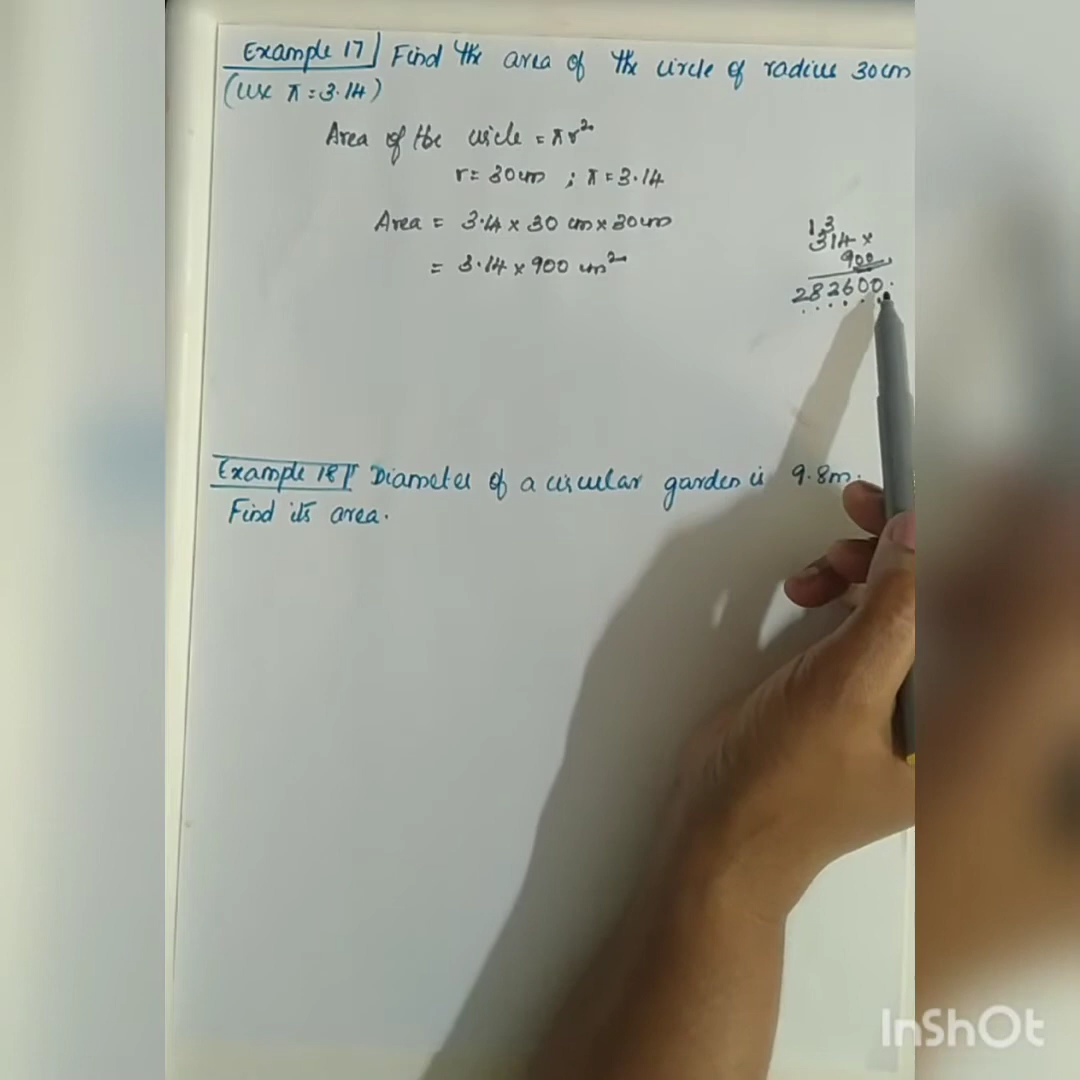 Example 17 Find the area of the circle of radius 30cm
(use π = 3.14)
Area of the circle = πr²
r = 30cm ; π = 3.14
Area = 3.14 × 30 cm × 30cm
= 3.14 × 900 cm²
1 3
314 ×
900
282600.
Example 18 Diameter of a circular garden is 9.8m.
Find its area.
InShOt